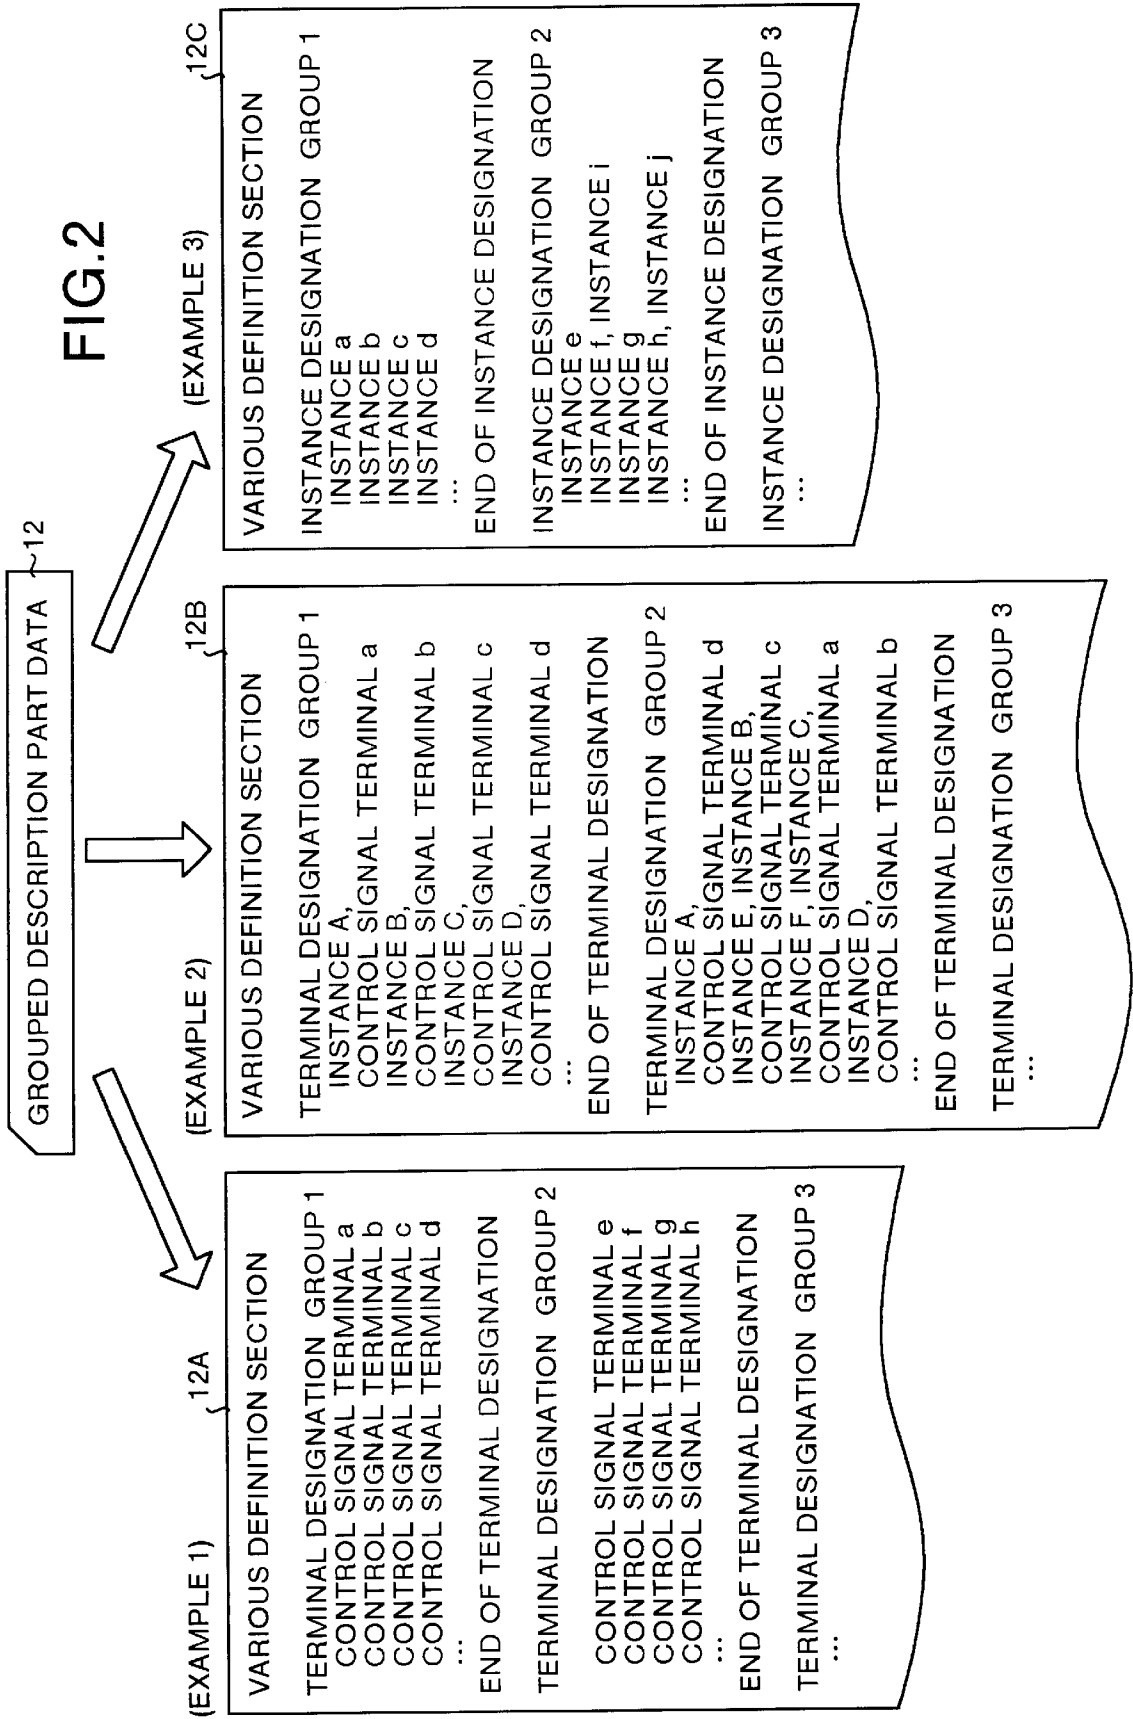 FIG.2
GROUPED DESCRIPTION PART DATA
12
(EXAMPLE 1)
12A
VARIOUS DEFINITION SECTION
TERMINAL DESIGNATION GROUP 1
CONTROL SIGNAL TERMINAL a
CONTROL SIGNAL TERMINAL b
CONTROL SIGNAL TERMINAL c
CONTROL SIGNAL TERMINAL d
...
END OF TERMINAL DESIGNATION
TERMINAL DESIGNATION GROUP 2
CONTROL SIGNAL TERMINAL e
CONTROL SIGNAL TERMINAL f
CONTROL SIGNAL TERMINAL g
CONTROL SIGNAL TERMINAL h
...
END OF TERMINAL DESIGNATION
TERMINAL DESIGNATION GROUP 3
...
(EXAMPLE 2)
12B
VARIOUS DEFINITION SECTION
TERMINAL DESIGNATION GROUP 1
INSTANCE A,
CONTROL SIGNAL TERMINAL a
INSTANCE B,
CONTROL SIGNAL TERMINAL b
INSTANCE C,
CONTROL SIGNAL TERMINAL c
INSTANCE D,
CONTROL SIGNAL TERMINAL d
...
END OF TERMINAL DESIGNATION
TERMINAL DESIGNATION GROUP 2
INSTANCE A,
CONTROL SIGNAL TERMINAL d
INSTANCE E, INSTANCE B,
CONTROL SIGNAL TERMINAL c
INSTANCE F, INSTANCE C,
CONTROL SIGNAL TERMINAL a
INSTANCE D,
CONTROL SIGNAL TERMINAL b
...
END OF TERMINAL DESIGNATION
TERMINAL DESIGNATION GROUP 3
...
(EXAMPLE 3)
12C
VARIOUS DEFINITION SECTION
INSTANCE DESIGNATION GROUP 1
INSTANCE a
INSTANCE b
INSTANCE c
INSTANCE d
...
END OF INSTANCE DESIGNATION
INSTANCE DESIGNATION GROUP 2
INSTANCE e
INSTANCE f, INSTANCE i
INSTANCE g
INSTANCE h, INSTANCE j
...
END OF INSTANCE DESIGNATION
INSTANCE DESIGNATION GROUP 3
...